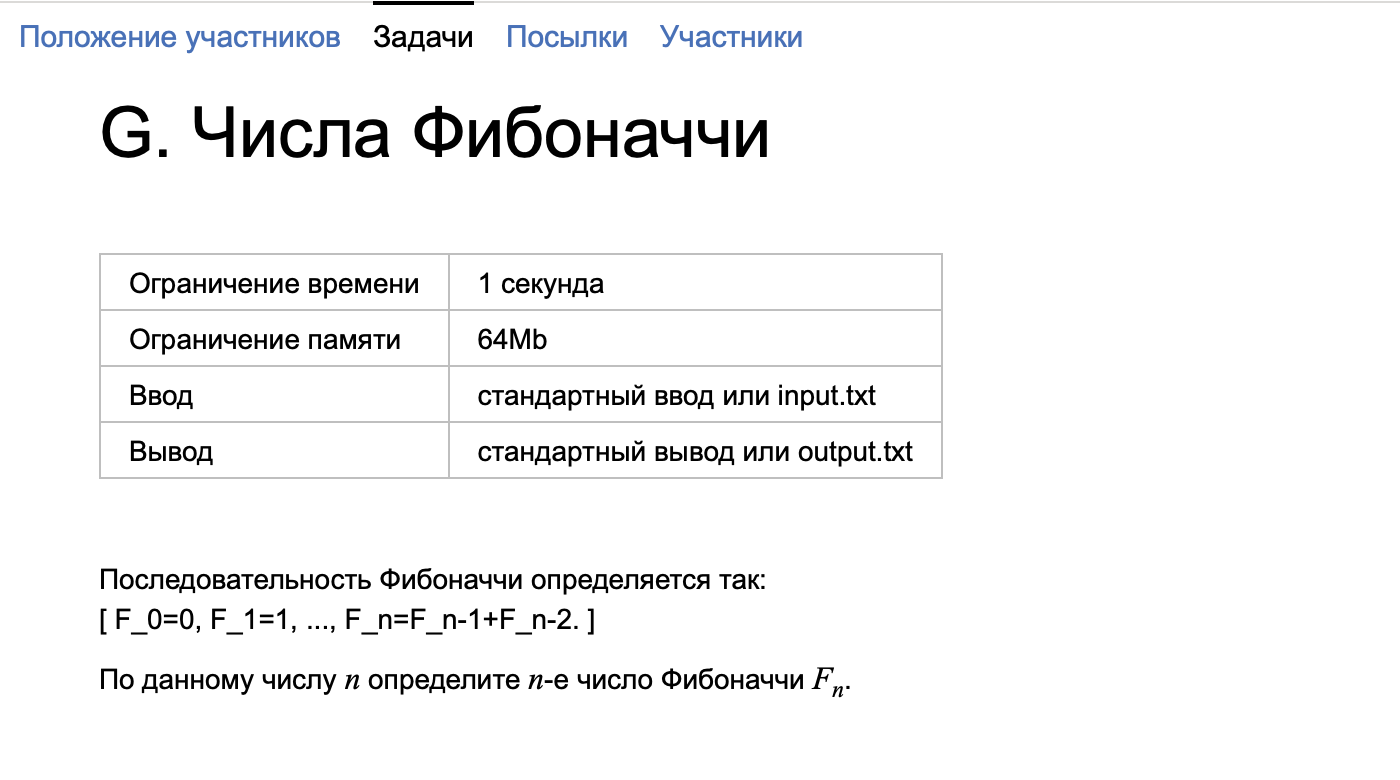 Положение участников Задачи Посылки Участники
G. Числа Фибоначчи
Ограничение времени 1 секунда
Ограничение памяти 64Mb
Ввод стандартный ввод или input.txt
Вывод стандартный вывод или output.txt
Последовательность Фибоначчи определяется так:
[ F_0=0, F_1=1, ..., F_n=F_n-1+F_n-2. ]
По данному числу n определите n-е число Фибоначчи Fₙ.